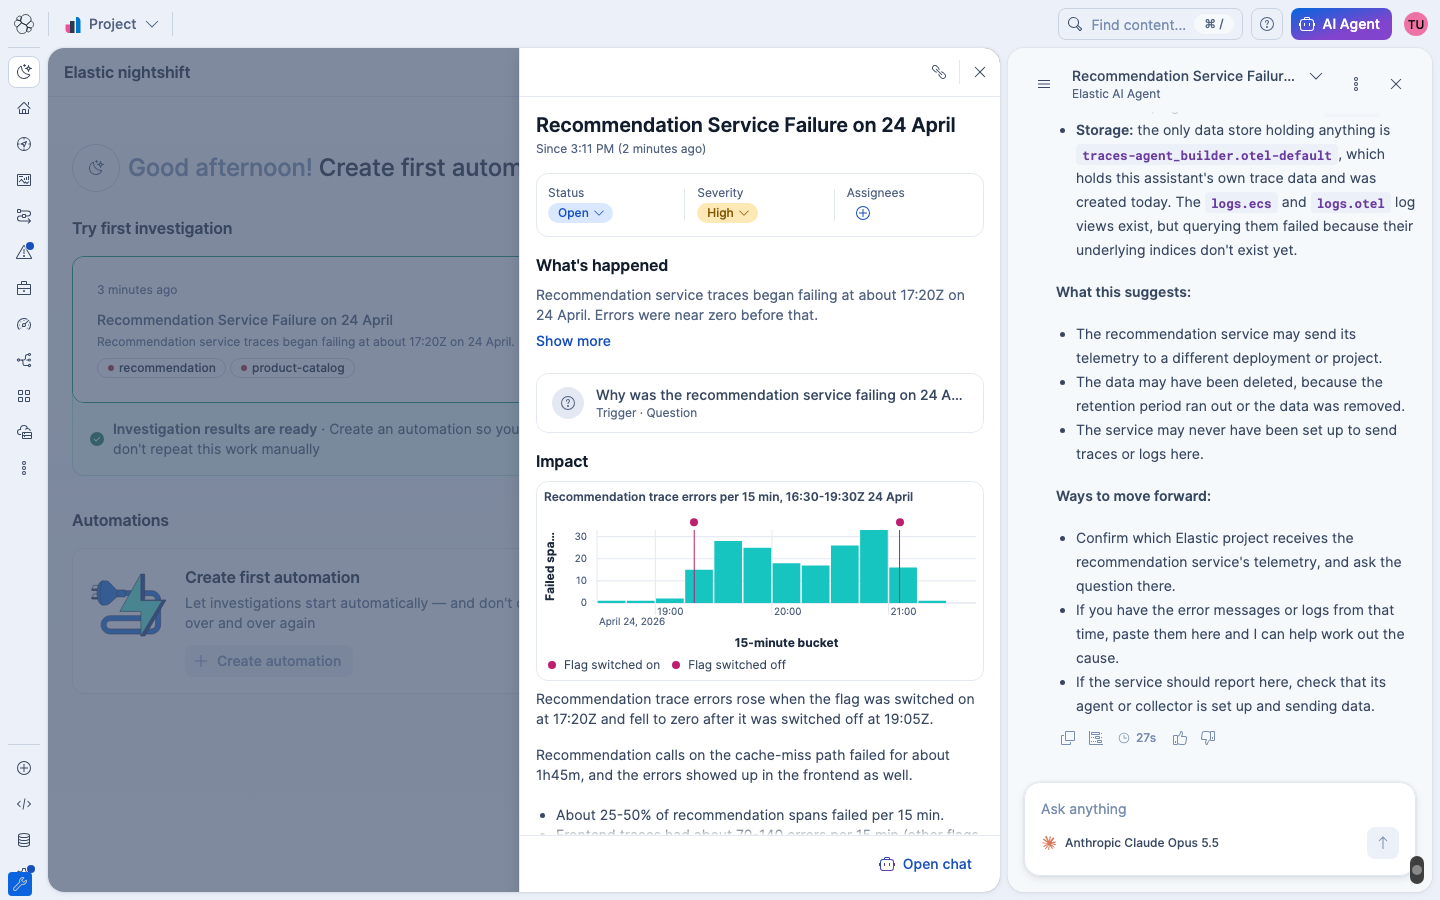 Project
Find content...
⌘ /
AI Agent
TU
Elastic nightshift
Good afternoon! Create first autom
Try first investigation
3 minutes ago
Recommendation Service Failure on 24 April
Recommendation service traces began failing at about 17:20Z on 24 April.
recommendation
product-catalog
Investigation results are ready · Create an automation so you
don't repeat this work manually
Automations
Create first automation
Let investigations start automatically — and don't
over and over again
Create automation
Recommendation Service Failure on 24 April
Since 3:11 PM (2 minutes ago)
Status
Severity
Assignees
Open
High
What's happened
Recommendation service traces began failing at about 17:20Z on
24 April. Errors were near zero before that.
Show more
Why was the recommendation service failing on 24 A...
Trigger · Question
Impact
Recommendation trace errors per 15 min, 16:30-19:30Z 24 April
Failed spa...
30
20
10
0
19:00
20:00
21:00
April 24, 2026
15-minute bucket
Flag switched on
Flag switched off
Recommendation trace errors rose when the flag was switched on
at 17:20Z and fell to zero after it was switched off at 19:05Z.
Recommendation calls on the cache-miss path failed for about
1h45m, and the errors showed up in the frontend as well.
About 25-50% of recommendation spans failed per 15 min.
Frontend traces had about 70-140 errors per 15 min (other flags
Open chat
Recommendation Service Failur...
Elastic AI Agent
Storage: the only data store holding anything is
traces-agent_builder.otel-default, which
holds this assistant's own trace data and was
created today. The logs.ecs and logs.otel log
views exist, but querying them failed because their
underlying indices don't exist yet.
What this suggests:
The recommendation service may send its
telemetry to a different deployment or project.
The data may have been deleted, because the
retention period ran out or the data was removed.
The service may never have been set up to send
traces or logs here.
Ways to move forward:
Confirm which Elastic project receives the
recommendation service's telemetry, and ask the
question there.
If you have the error messages or logs from that
time, paste them here and I can help work out the
cause.
If the service should report here, check that its
agent or collector is set up and sending data.
27s
Ask anything
Anthropic Claude Opus 5.5